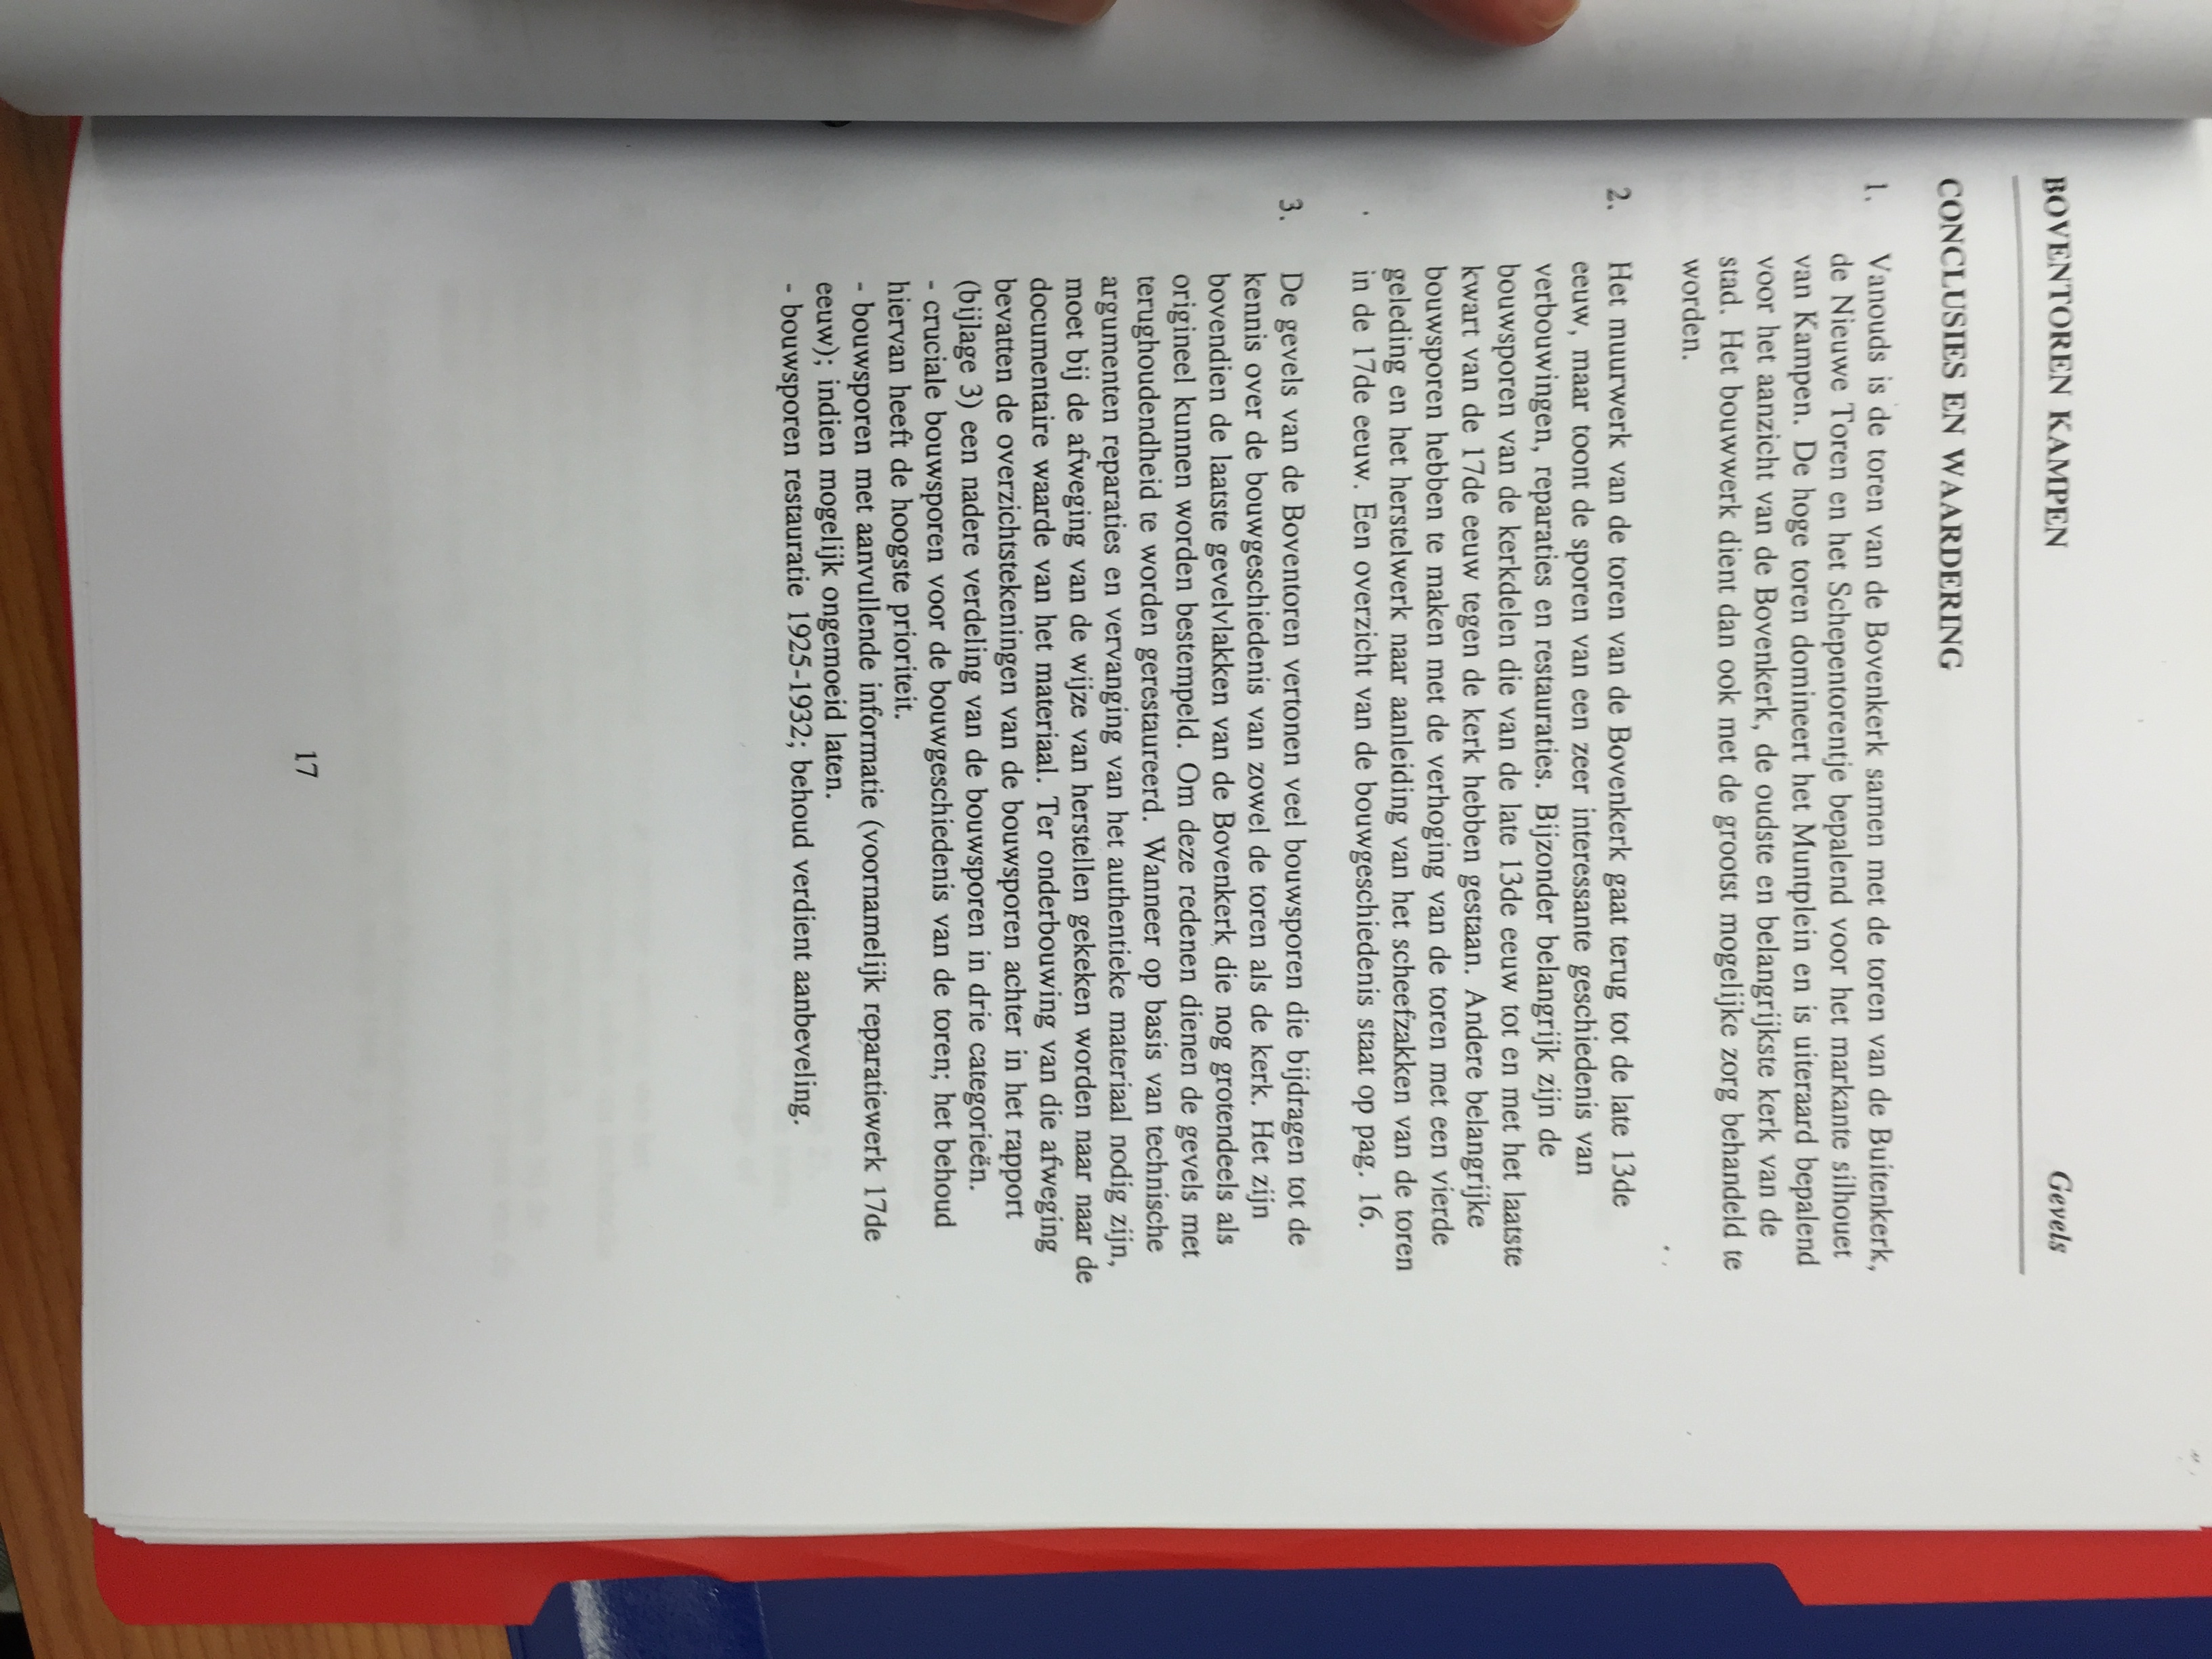 BOVENTOREN KAMPEN Gevels
CONCLUSIES EN WAARDERING
1. Vanouds is de toren van de Bovenkerk samen met de toren van de Buitenkerk,
de Nieuwe Toren en het Schepentorentje bepalend voor het markante silhouet
van Kampen. De hoge toren domineert het Muntplein en is uiteraard bepalend
voor het aanzicht van de Bovenkerk, de oudste en belangrijkste kerk van de
stad. Het bouwwerk dient dan ook met de grootst mogelijke zorg behandeld te
worden.
2. Het muurwerk van de toren van de Bovenkerk gaat terug tot de late 13de
eeuw, maar toont de sporen van een zeer interessante geschiedenis van
verbouwingen, reparaties en restauraties. Bijzonder belangrijk zijn de
bouwsporen van de kerkdelen die van de late 13de eeuw tot en met het laatste
kwart van de 17de eeuw tegen de kerk hebben gestaan. Andere belangrijke
bouwsporen hebben te maken met de verhoging van de toren met een vierde
geleding en het herstelwerk naar aanleiding van het scheefzakken van de toren
in de 17de eeuw. Een overzicht van de bouwgeschiedenis staat op pag. 16.
3. De gevels van de Boventoren vertonen veel bouwsporen die bijdragen tot de
kennis over de bouwgeschiedenis van zowel de toren als de kerk. Het zijn
bovendien de laatste gevelvlakken van de Bovenkerk die nog grotendeels als
origineel kunnen worden bestempeld. Om deze redenen dienen de gevels met
terughoudendheid te worden gerestaureerd. Wanneer op basis van technische
argumenten reparaties en vervanging van het authentieke materiaal nodig zijn,
moet bij de afweging van de wijze van herstellen gekeken worden naar naar de
documentaire waarde van het materiaal. Ter onderbouwing van die afweging
bevatten de overzichtstekeningen van de bouwsporen achter in het rapport
(bijlage 3) een nadere verdeling van de bouwsporen in drie categorieën.
- cruciale bouwsporen voor de bouwgeschiedenis van de toren; het behoud
hiervan heeft de hoogste prioriteit.
- bouwsporen met aanvullende informatie (voornamelijk reparatiewerk 17de
eeuw); indien mogelijk ongemoeid laten.
- bouwsporen restauratie 1925-1932; behoud verdient aanbeveling.
17